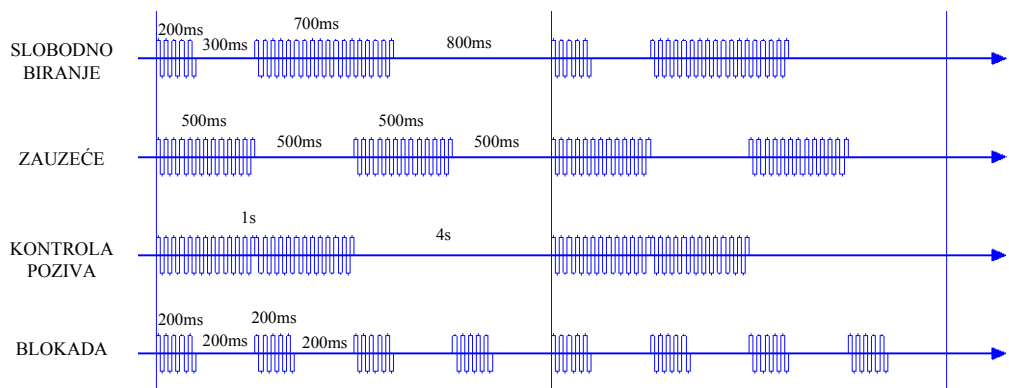 200ms
700ms
SLOBODNO
BIRANJE
300ms
800ms
500ms
500ms
ZAUZEĆE
500ms
500ms
1s
KONTROLA
POZIVA
4s
200ms
200ms
BLOKADA
200ms
200ms